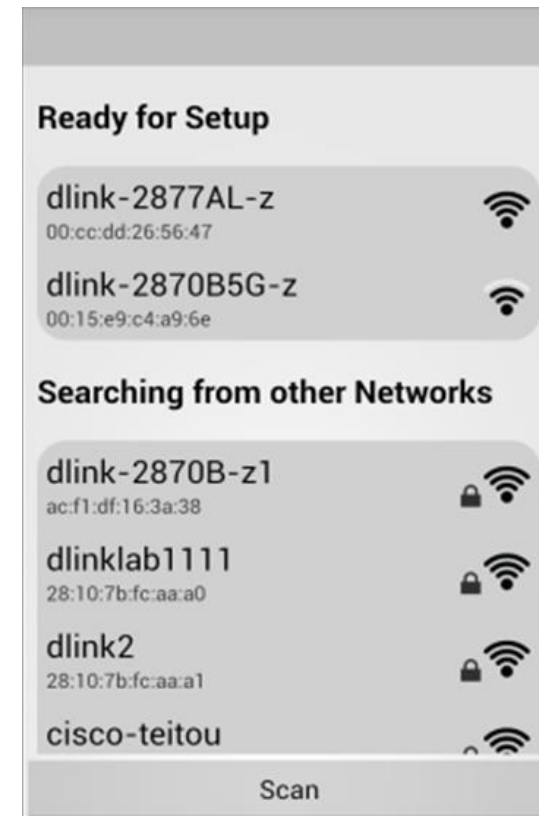 Ready for Setup
dlink-2877AL-z
00:cc:dd:26:56:47
dlink-2870B5G-z
00:15:e9:c4:a9:6e
Searching from other Networks
dlink-2870B-z1
ac:f1:df:16:3a:38
dlinklab1111
28:10:7b:fc:aa:a0
dlink2
28:10:7b:fc:aa:a1
cisco-teitou
Scan